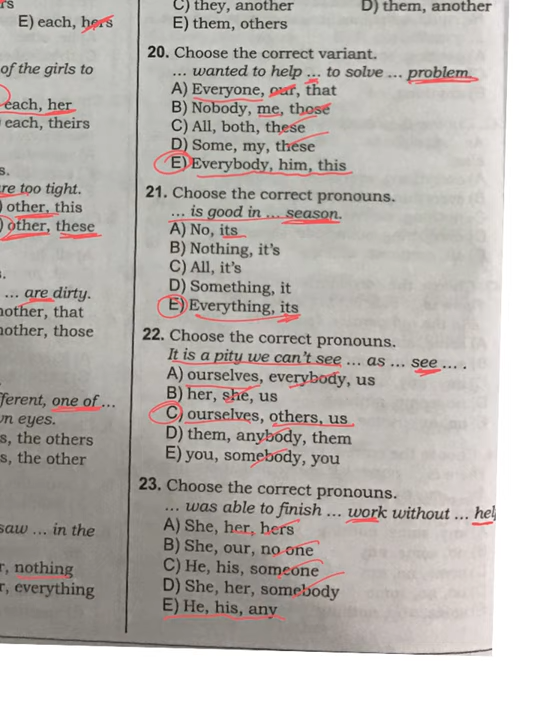 rs
E) each, hers
of the girls to
each, her
each, theirs
s.
re too tight.
) other, this
) other, these
s.
... are dirty.
nother, that
nother, those
ferent, one of ...
n eyes.
s, the others
s, the other
saw ... in the
r, nothing
r, everything
C) they, another D) them, another
E) them, others
20. Choose the correct variant.
... wanted to help ... to solve ... problem.
A) Everyone, our, that
B) Nobody, me, those
C) All, both, these
D) Some, my, these
E) Everybody, him, this
21. Choose the correct pronouns.
... is good in ... season.
A) No, its
B) Nothing, it's
C) All, it's
D) Something, it
E) Everything, its
22. Choose the correct pronouns.
It is a pity we can't see ... as ... see ... .
A) ourselves, everybody, us
B) her, she, us
C) ourselves, others, us
D) them, anybody, them
E) you, somebody, you
23. Choose the correct pronouns.
... was able to finish ... work without ... hel
A) She, her, hers
B) She, our, no one
C) He, his, someone
D) She, her, somebody
E) He, his, any